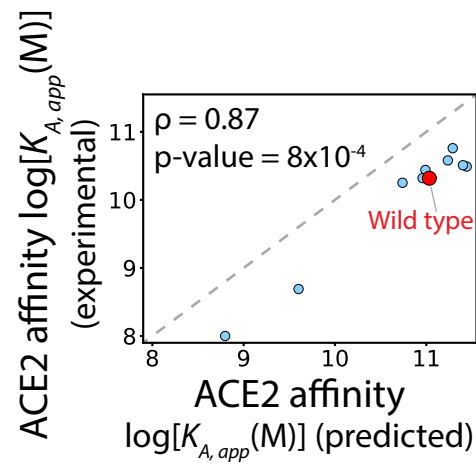 ACE2 affinity log[K_A, app(M)]
(experimental)
ρ = 0.87
p-value = 8x10⁻⁴
Wild type
11
10
9
8
8 9 10 11
ACE2 affinity
log[K_A, app(M)] (predicted)